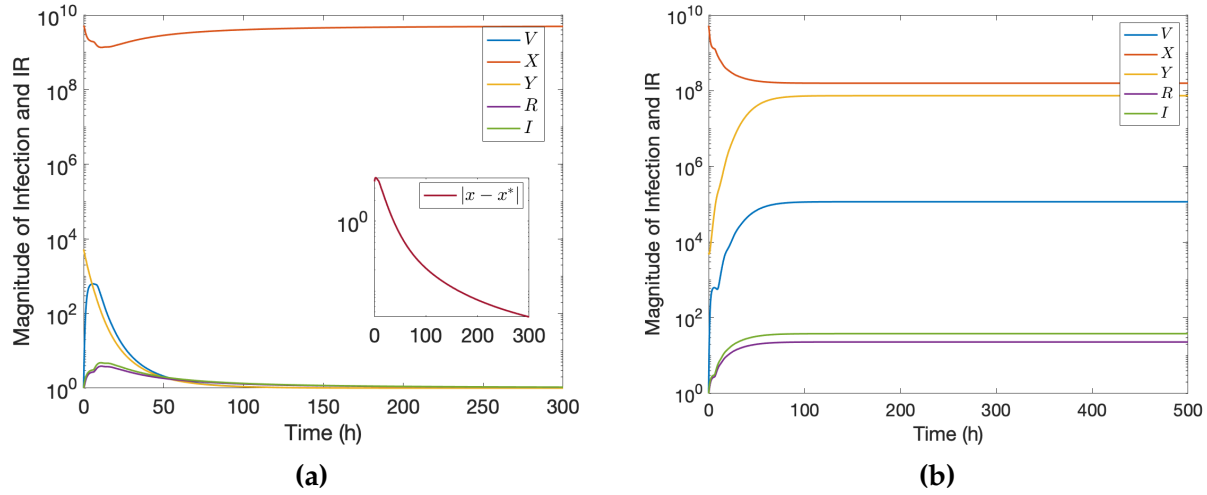 Magnitude of Infection and IR
10^10
10^8
10^6
10^4
10^2
10^0
0 50 100 150 200 250 300
Time (h)
V
X
Y
R
I
|x − x*|
10^0
0 100 200 300
(a)
Magnitude of Infection and IR
10^10
10^8
10^6
10^4
10^2
10^0
0 100 200 300 400 500
Time (h)
V
X
Y
R
I
(b)